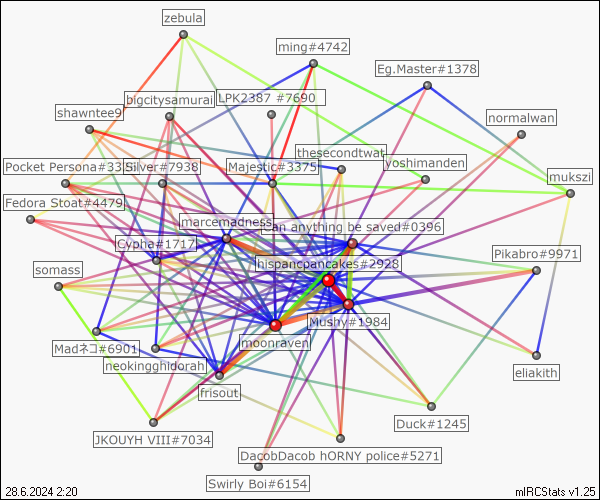 zebula
ming#4742
Eg.Master#1378
bigcitysamurai
LPK2387 #7690
shawntee9
normalwan
thesecondtwat
Pocket Persona#33
Silver#7938
Majestic#3375
yoshimanden
mukszi
Fedora Stoat#4479
marcemadness
an anything be saved#0396
Cypha#1717
Pikabro#9971
somass
hispanicpancakes#2928
Mushy#1984
Madネコ#6901
moonraven
neokingghidorah
eliakith
frisout
Duck#1245
JKOUYH VIII#7034
DacobDacob hORNY police#5271
Swirly Boi#6154
28.6.2024 2:20
mIRCStats v1.25